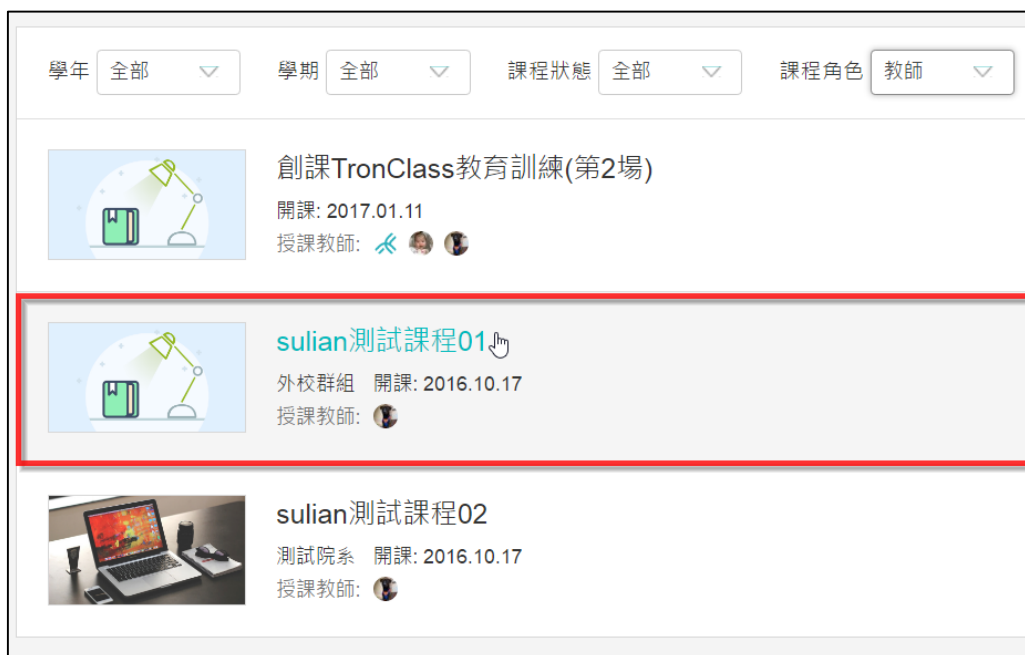 學年 全部 學期 全部 課程狀態 全部 課程角色 教師
創課TronClass教育訓練(第2場)
開課: 2017.01.11
授課教師:
sulian測試課程01
外校群組 開課: 2016.10.17
授課教師:
sulian測試課程02
測試院系 開課: 2016.10.17
授課教師: